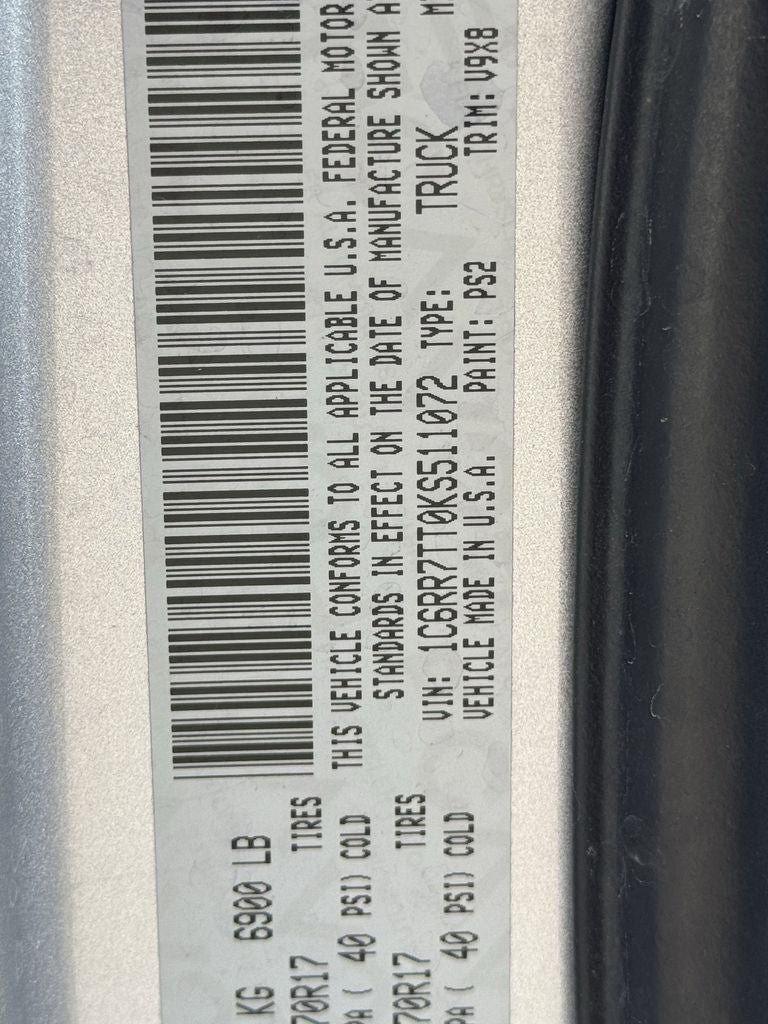 THIS VEHICLE CONFORMS TO ALL APPLICABLE U.S.A. FEDERAL MOTOR
STANDARDS IN EFFECT ON THE DATE OF MANUFACTURE SHOWN
VIN: 1C6RR7TT0KS511072 TYPE: TRUCK
VEHICLE MADE IN U.S.A. PAINT: PS2 TRIM: V9X8
KG 6900 LB
70R17 TIRES
PA ( 40 PSI) COLD
70R17 TIRES
PA ( 40 PSI) COLD